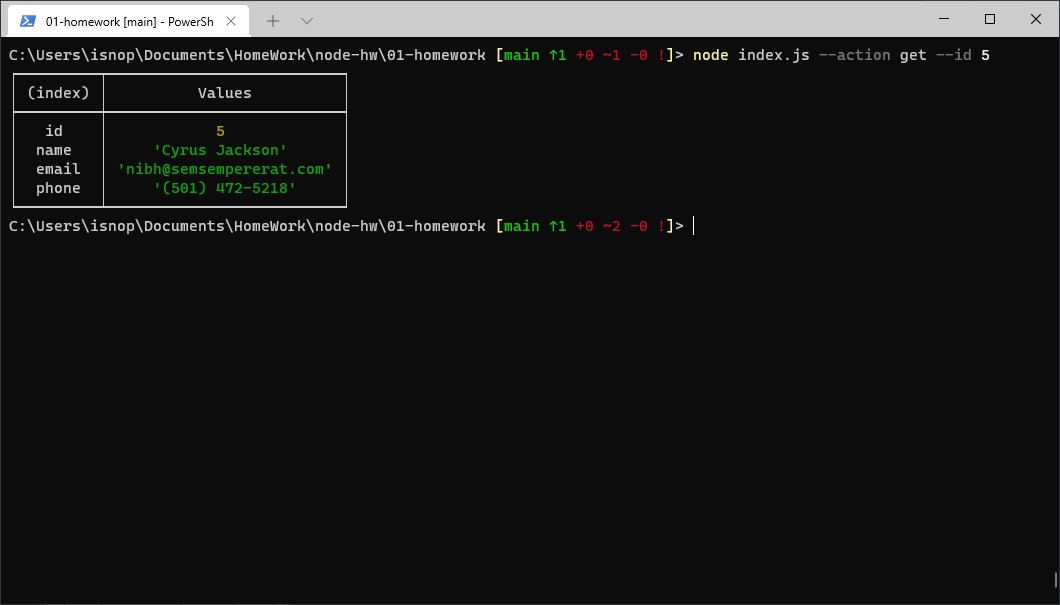 01-homework [main] - PowerSh
C:\Users\isnop\Documents\HomeWork\node-hw\01-homework [main ↑1 +0 ~1 -0 !]> node index.js --action get --id 5
(index) Values
id 5
name 'Cyrus Jackson'
email 'nibh@semsempererat.com'
phone '(501) 472-5218'
C:\Users\isnop\Documents\HomeWork\node-hw\01-homework [main ↑1 +0 ~2 -0 !]>